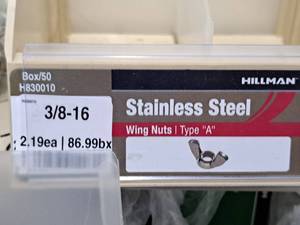 Box/50
H830010
HILLMAN
3/8-16
2.19ea | 86.99bx
Stainless Steel
Wing Nuts | Type "A"